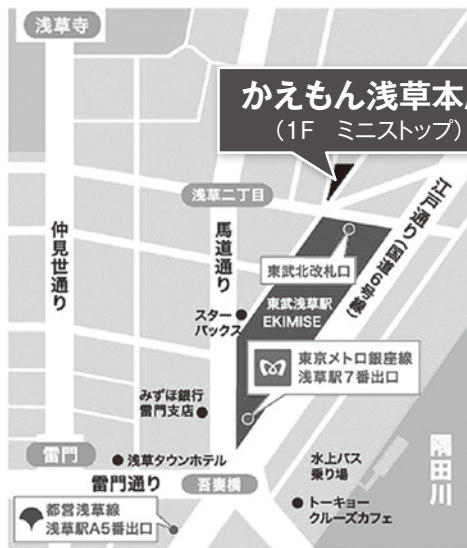 浅草寺
かえもん浅草本
(1F ミニストップ)
浅草二丁目
江戸通り(国道6号線)
仲見世通り
馬道通り
東武北改札口
東武浅草駅
EKIMISE
スター
バックス
東京メトロ銀座線
浅草駅7番出口
みずほ銀行
雷門支店
雷門
浅草タウンホテル
雷門通り
吾妻橋
水上バス
乗り場
隅田川
都営浅草線
浅草駅A5番出口
トーキョー
クルーズカフェ